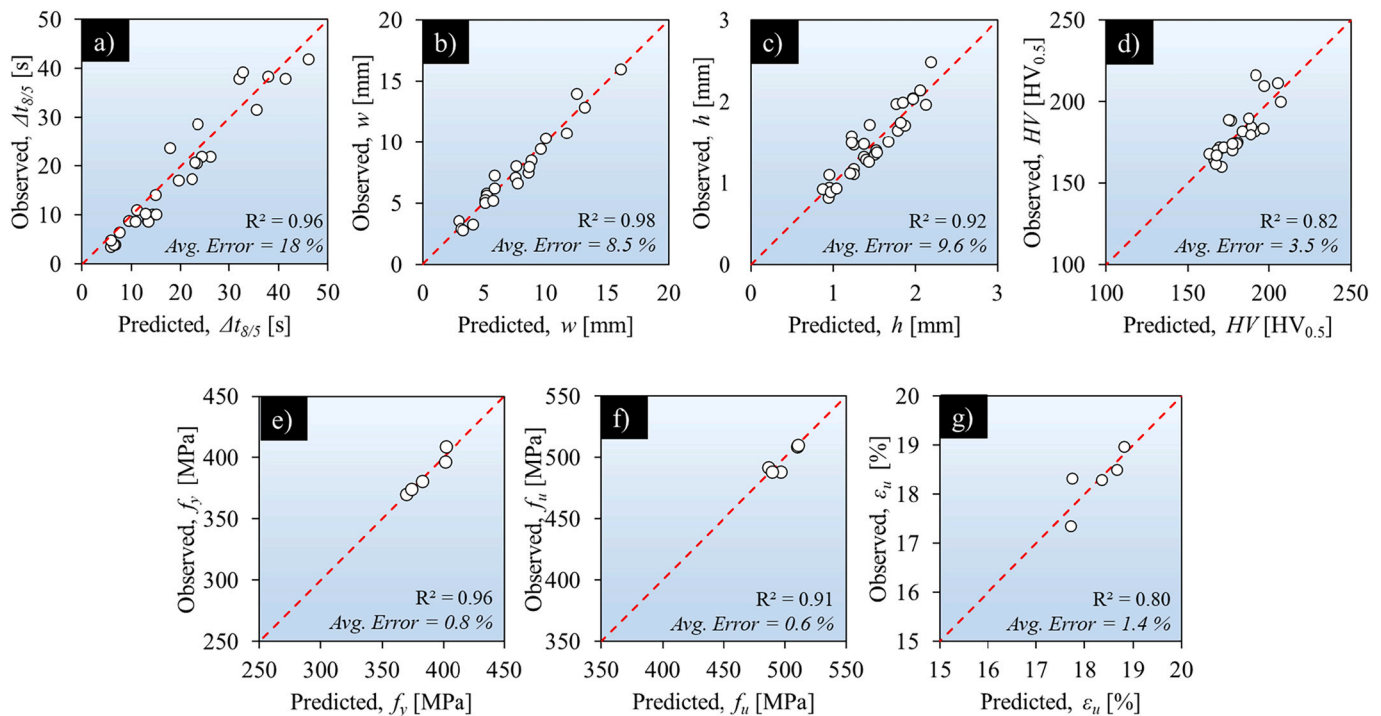 a)
Observed, Δt8/5 [s]
50
40
30
20
10
0
R² = 0.96
Avg. Error = 18 %
0 10 20 30 40 50
Predicted, Δt8/5 [s]
b)
Observed, w [mm]
20
15
10
5
0
R² = 0.98
Avg. Error = 8.5 %
0 5 10 15 20
Predicted, w [mm]
c)
Observed, h [mm]
3
2
1
0
R² = 0.92
Avg. Error = 9.6 %
0 1 2 3
Predicted, h [mm]
d)
Observed, HV [HV0.5]
250
200
150
100
R² = 0.82
Avg. Error = 3.5 %
100 150 200 250
Predicted, HV [HV0.5]
e)
Observed, fy [MPa]
450
400
350
300
250
R² = 0.96
Avg. Error = 0.8 %
250 300 350 400 450
Predicted, fy [MPa]
f)
Observed, fu [MPa]
550
500
450
400
350
R² = 0.91
Avg. Error = 0.6 %
350 400 450 500 550
Predicted, fu [MPa]
g)
Observed, εu [%]
20
19
18
17
16
15
R² = 0.80
Avg. Error = 1.4 %
15 16 17 18 19 20
Predicted, εu [%]